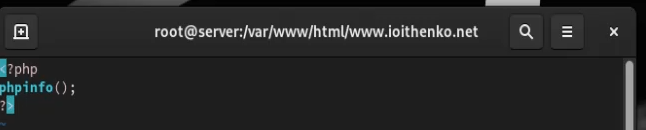 root@server:/var/www/html/www.ioithenko.net
<?php
phpinfo();
?>
~